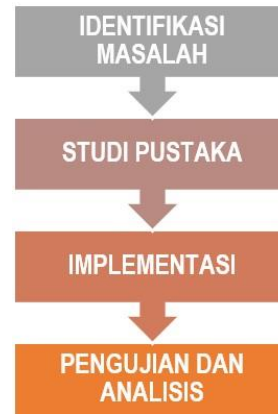 IDENTIFIKASI
MASALAH
STUDI PUSTAKA
IMPLEMENTASI
PENGUJIAN DAN
ANALISIS